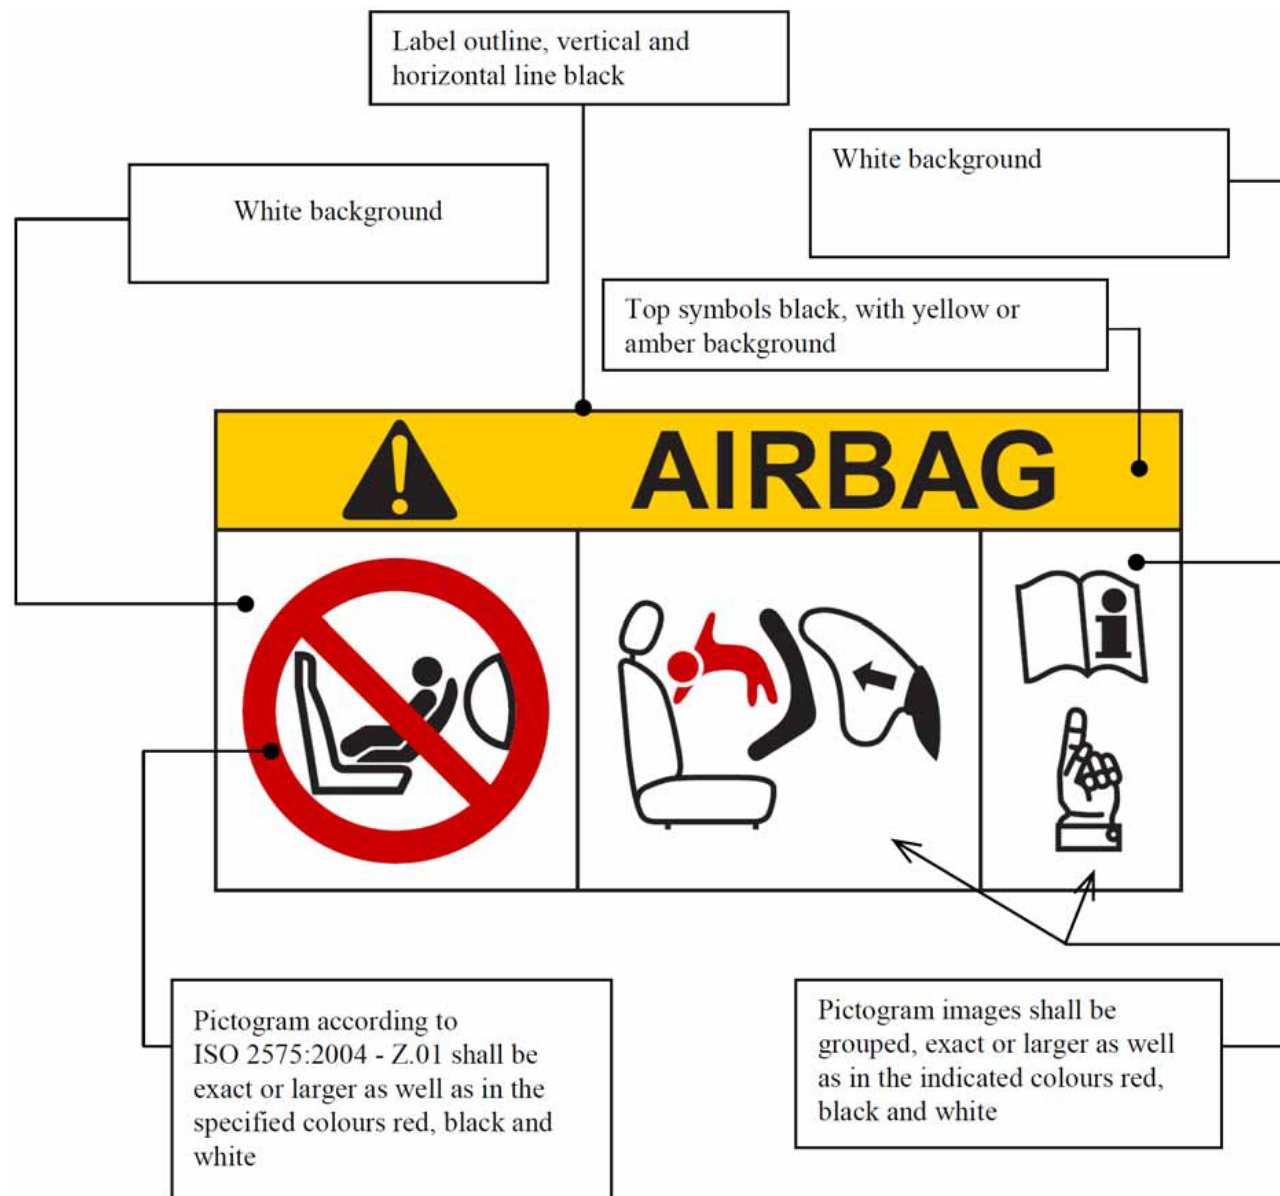 Label outline, vertical and
horizontal line black
White background
White background
Top symbols black, with yellow or
amber background
AIRBAG
Pictogram according to
ISO 2575:2004 - Z.01 shall be
exact or larger as well as in the
specified colours red, black and
white
Pictogram images shall be
grouped, exact or larger as well
as in the indicated colours red,
black and white